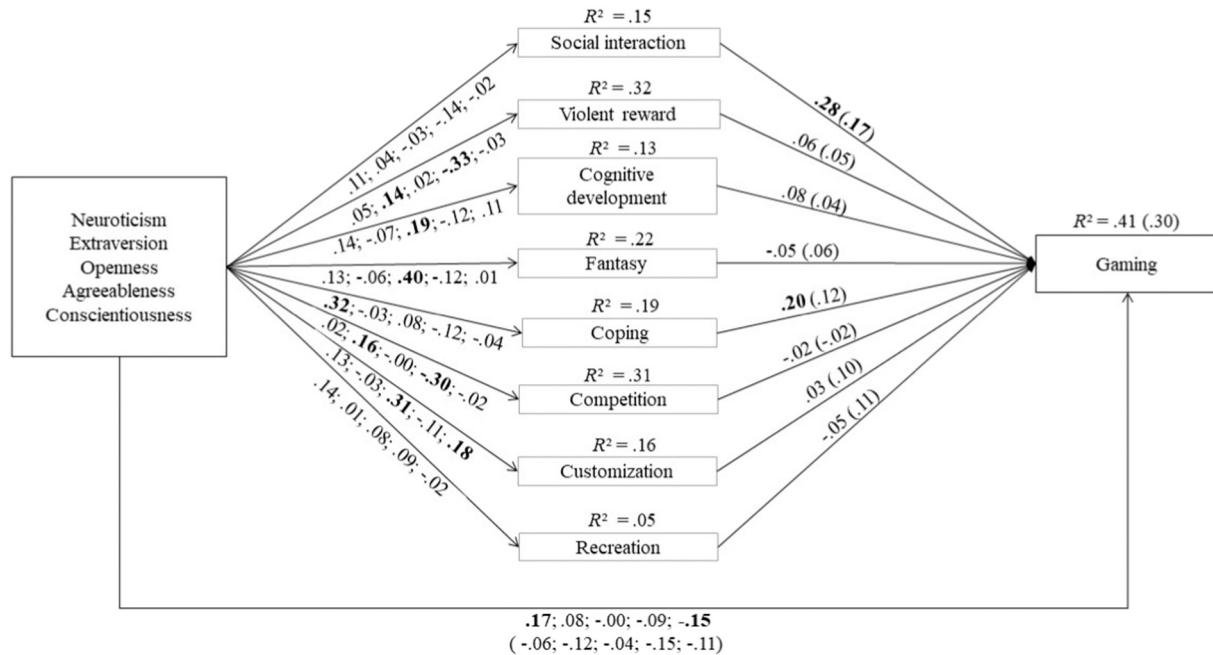 R² = .15
Social interaction
.11; .04; -.03; -.14; -.02
.28 (.17)
R² = .32
Violent reward
.05; .14; .02; -.33; -.03
.06 (.05)
R² = .13
Cognitive
development
.14; -.07; .19; -.12; .11
.08 (.04)
Neuroticism
Extraversion
Openness
Agreeableness
Conscientiousness
R² = .22
Fantasy
.13; -.06; .40; -.12; .01
-.05 (.06)
R² = .41 (.30)
Gaming
R² = .19
Coping
.32; -.03; .08; -.12; -.04
.20 (.12)
R² = .31
Competition
.02; .16; -.00; -.30; -.02
-.02 (-.02)
R² = .16
Customization
.13; -.03; .31; -.11; .18
.03 (.10)
R² = .05
Recreation
.14; .01; .08; .09; -.02
-.05 (.11)
.17; .08; -.00; -.09; -.15
( -.06; -.12; -.04; -.15; -.11)